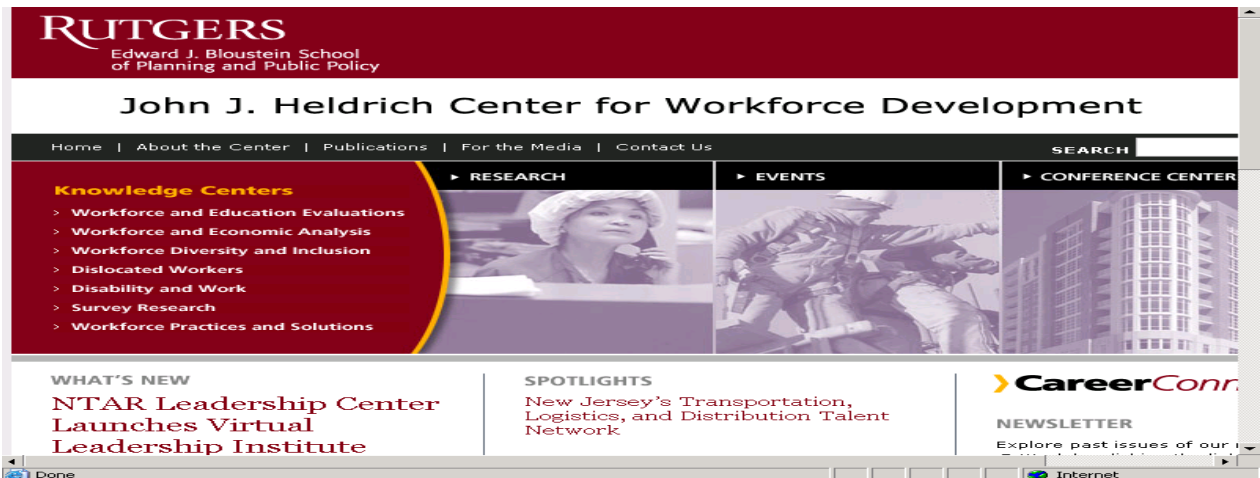 RUTGERS
Edward J. Bloustein School
of Planning and Public Policy
John J. Heldrich Center for Workforce Development
Home | About the Center | Publications | For the Media | Contact Us
SEARCH
Knowledge Centers
> Workforce and Education Evaluations
> Workforce and Economic Analysis
> Workforce Diversity and Inclusion
> Dislocated Workers
> Disability and Work
> Survey Research
> Workforce Practices and Solutions
► RESEARCH
► EVENTS
► CONFERENCE CENTER
WHAT'S NEW
NTAR Leadership Center
Launches Virtual
Leadership Institute
SPOTLIGHTS
New Jersey's Transportation,
Logistics, and Distribution Talent
Network
CareerConn
NEWSLETTER
Explore past issues of our
Done
Internet